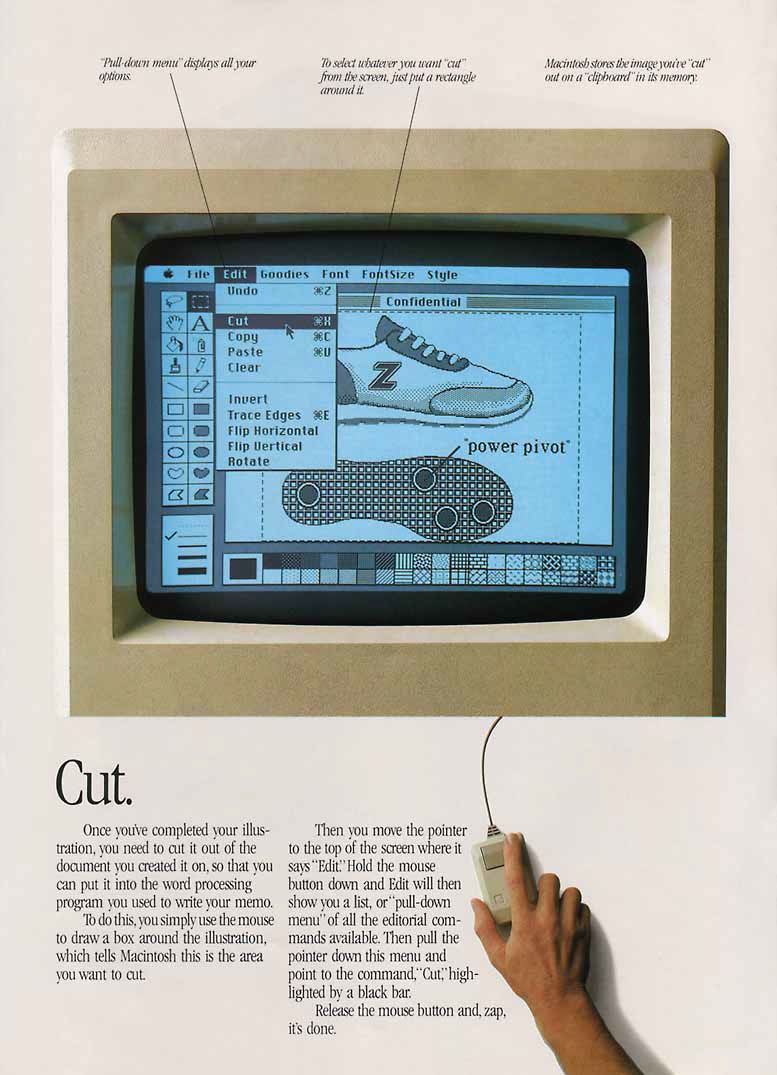 "Pull-down menu" displays all your
options.
To select whatever you want "cut"
from the screen, just put a rectangle
around it.
Macintosh stores the image you've "cut"
out on a "clipboard" in its memory.
File Edit Goodies Font FontSize Style
Undo ⌘Z
Cut ⌘X
Copy ⌘C
Paste ⌘V
Clear
Invert
Trace Edges ⌘E
Flip Horizontal
Flip Vertical
Rotate
A
Confidential
Z
"power pivot"
Cut.
Once you've completed your illus-
tration, you need to cut it out of the
document you created it on, so that you
can put it into the word processing
program you used to write your memo.
To do this, you simply use the mouse
to draw a box around the illustration,
which tells Macintosh this is the area
you want to cut.
Then you move the pointer
to the top of the screen where it
says "Edit." Hold the mouse
button down and Edit will then
show you a list, or "pull-down
menu" of all the editorial com-
mands available. Then pull the
pointer down this menu and
point to the command, "Cut," high-
lighted by a black bar.
Release the mouse button and, zap,
it's done.